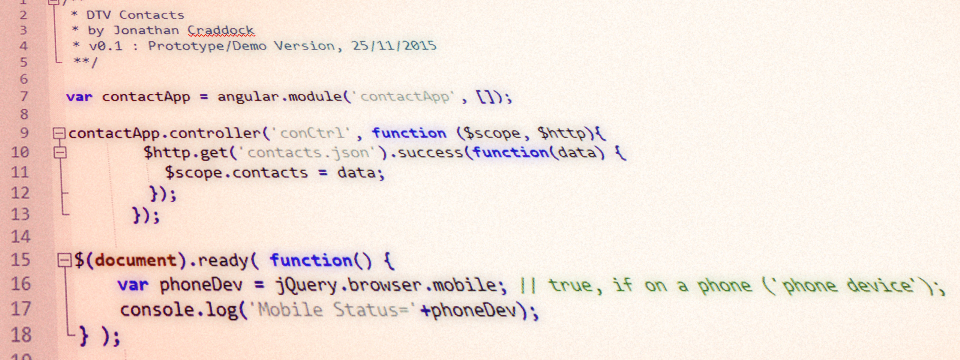 1 /**
2 * DTV Contacts
3 * by Jonathan Craddock
4 * v0.1 : Prototype/Demo Version, 25/11/2015
5 **/
6
7 var contactApp = angular.module('contactApp', []);
8
9 contactApp.controller('conCtrl', function ($scope, $http){
10 $http.get('contacts.json').success(function(data) {
11 $scope.contacts = data;
12 });
13 });
14
15 $(document).ready( function() {
16 var phoneDev = jQuery.browser.mobile; // true, if on a phone ('phone device');
17 console.log('Mobile Status='+phoneDev);
18 } );